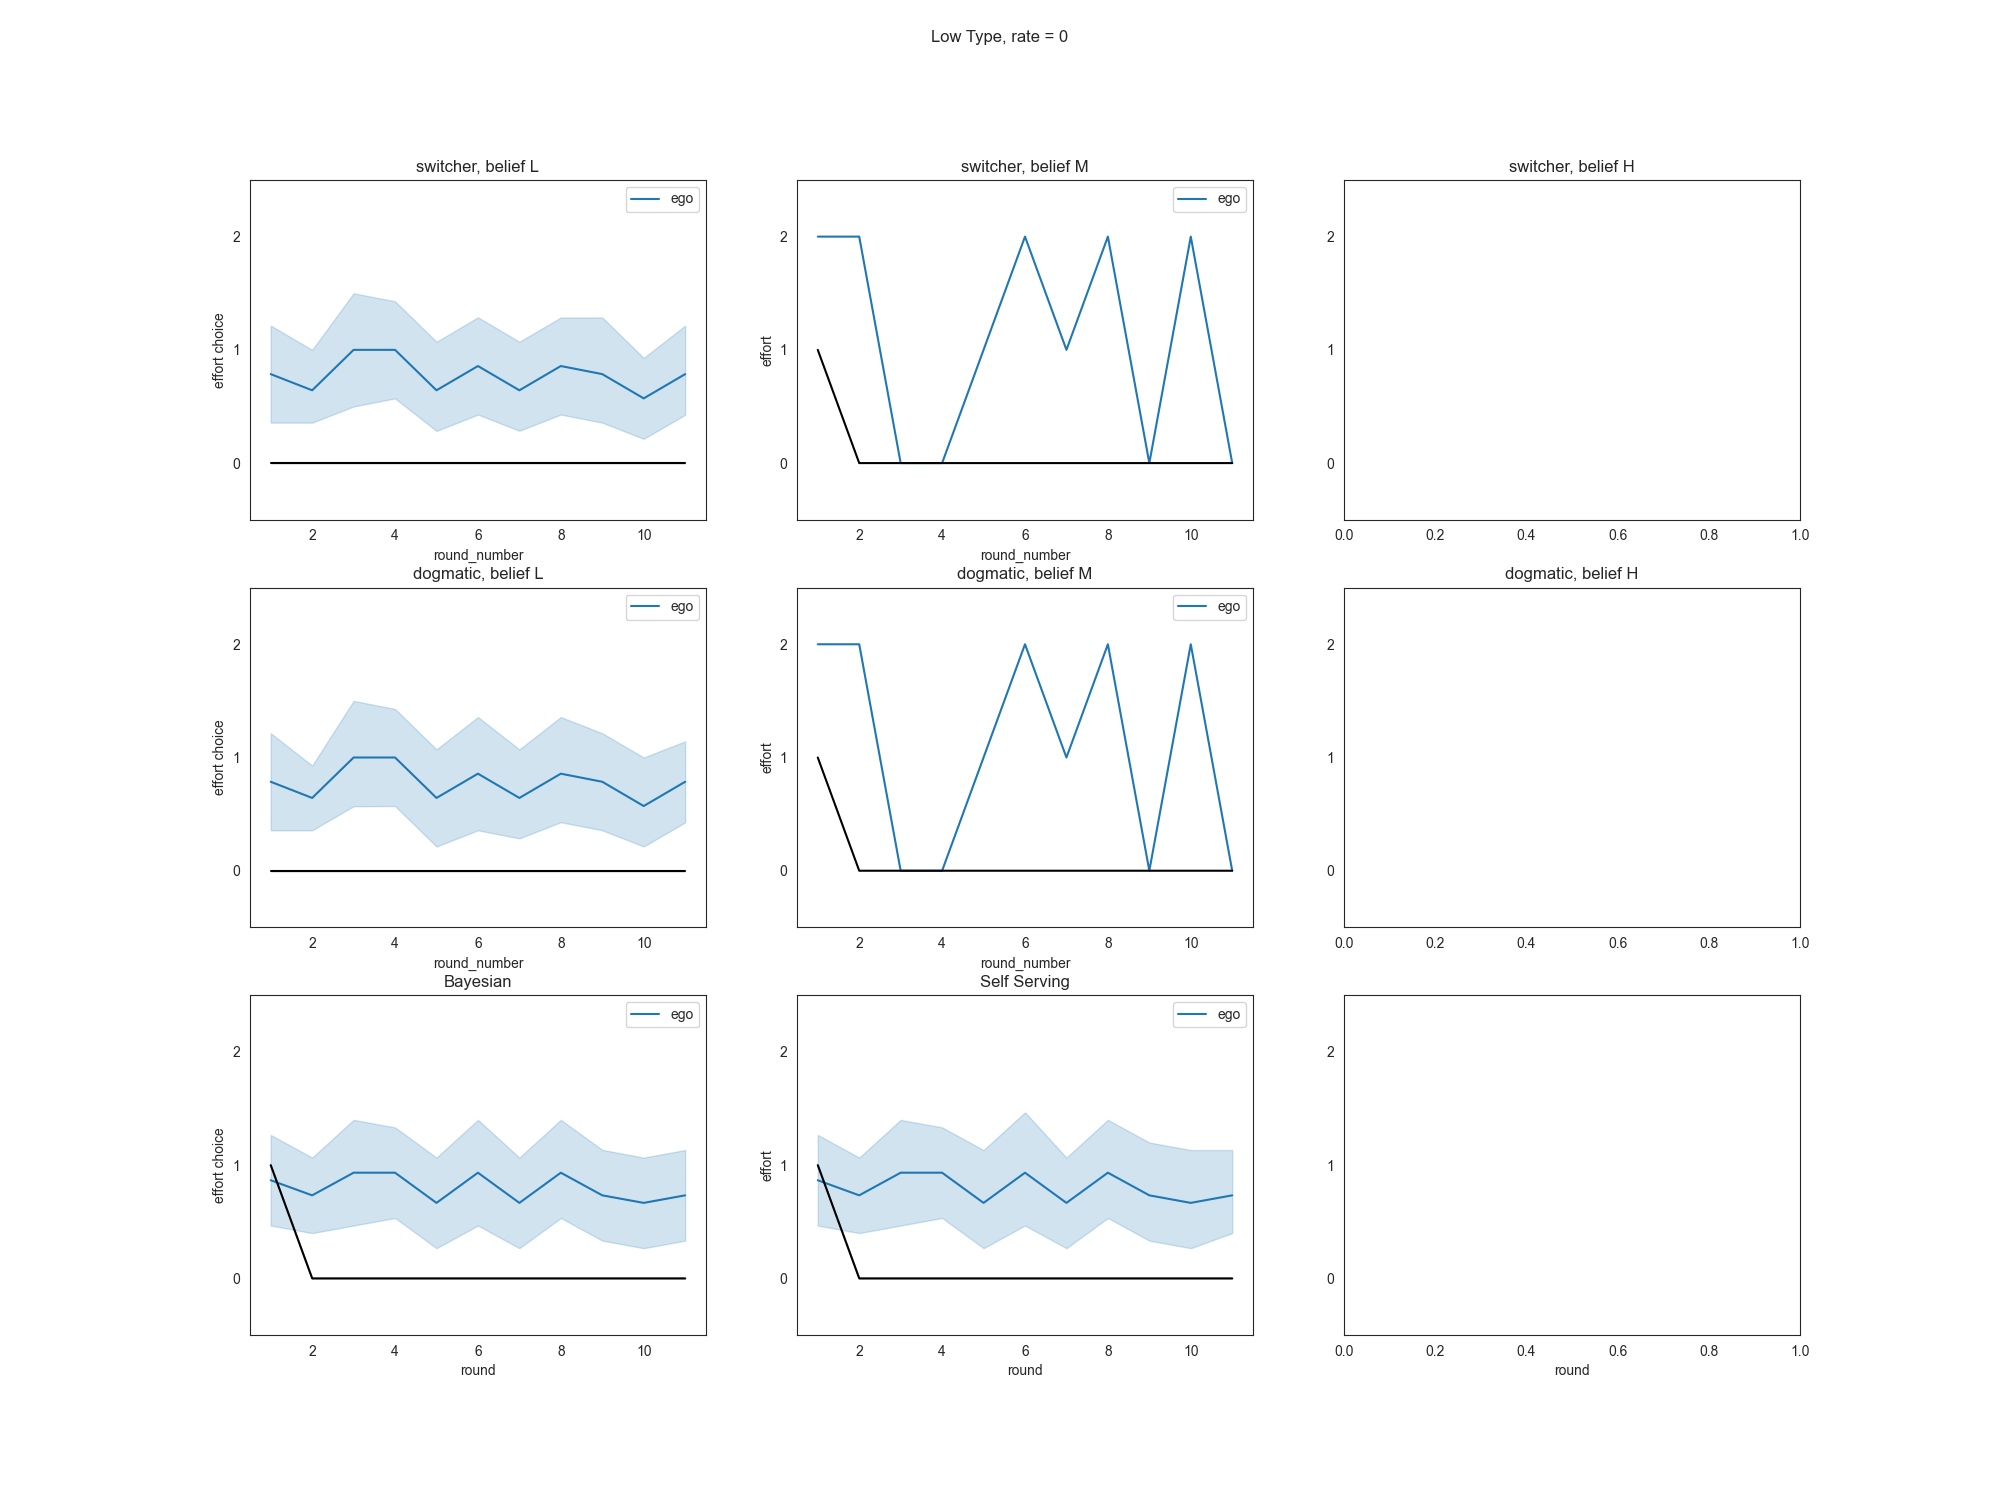 Low Type, rate = 0
switcher, belief L
switcher, belief M
switcher, belief H
ego
ego
2
1
0
effort choice
2
1
0
effort
2
1
0
2 4 6 8 10
round_number
2 4 6 8 10
round_number
0.0 0.2 0.4 0.6 0.8 1.0
dogmatic, belief L
dogmatic, belief M
dogmatic, belief H
ego
ego
2
1
0
effort choice
2
1
0
effort
2
1
0
2 4 6 8 10
round_number
2 4 6 8 10
round_number
0.0 0.2 0.4 0.6 0.8 1.0
Bayesian
Self Serving
ego
ego
2
1
0
effort choice
2
1
0
effort
2
1
0
2 4 6 8 10
round
2 4 6 8 10
round
0.0 0.2 0.4 0.6 0.8 1.0
round